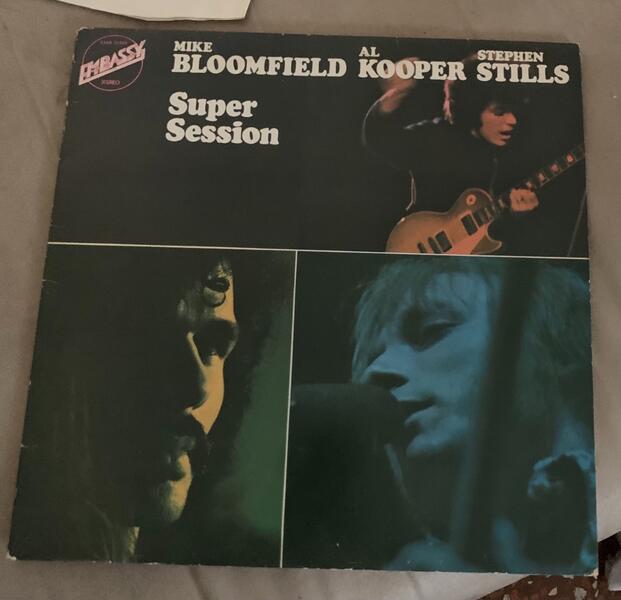 EMBASSY
STEREO
MIKE
BLOOMFIELD
AL
KOOPER
STEPHEN
STILLS
Super
Session